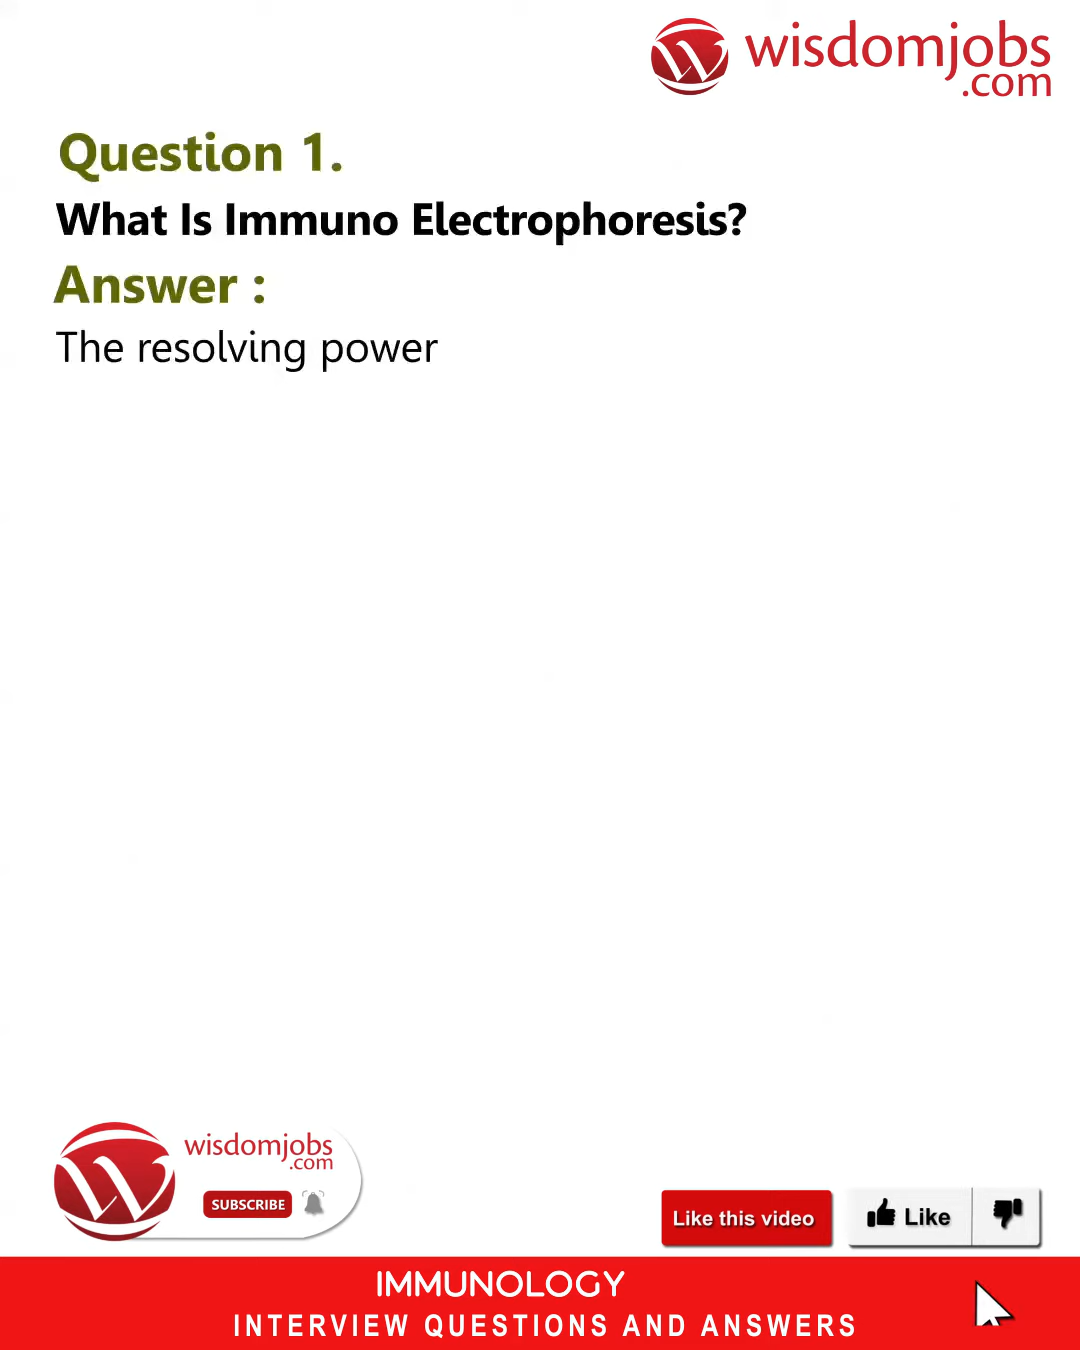 wisdomjobs
.com
Question 1.
What Is Immuno Electrophoresis?
Answer :
The resolving power
wisdomjobs
.com
SUBSCRIBE
Like this video
Like
IMMUNOLOGY
INTERVIEW QUESTIONS AND ANSWERS